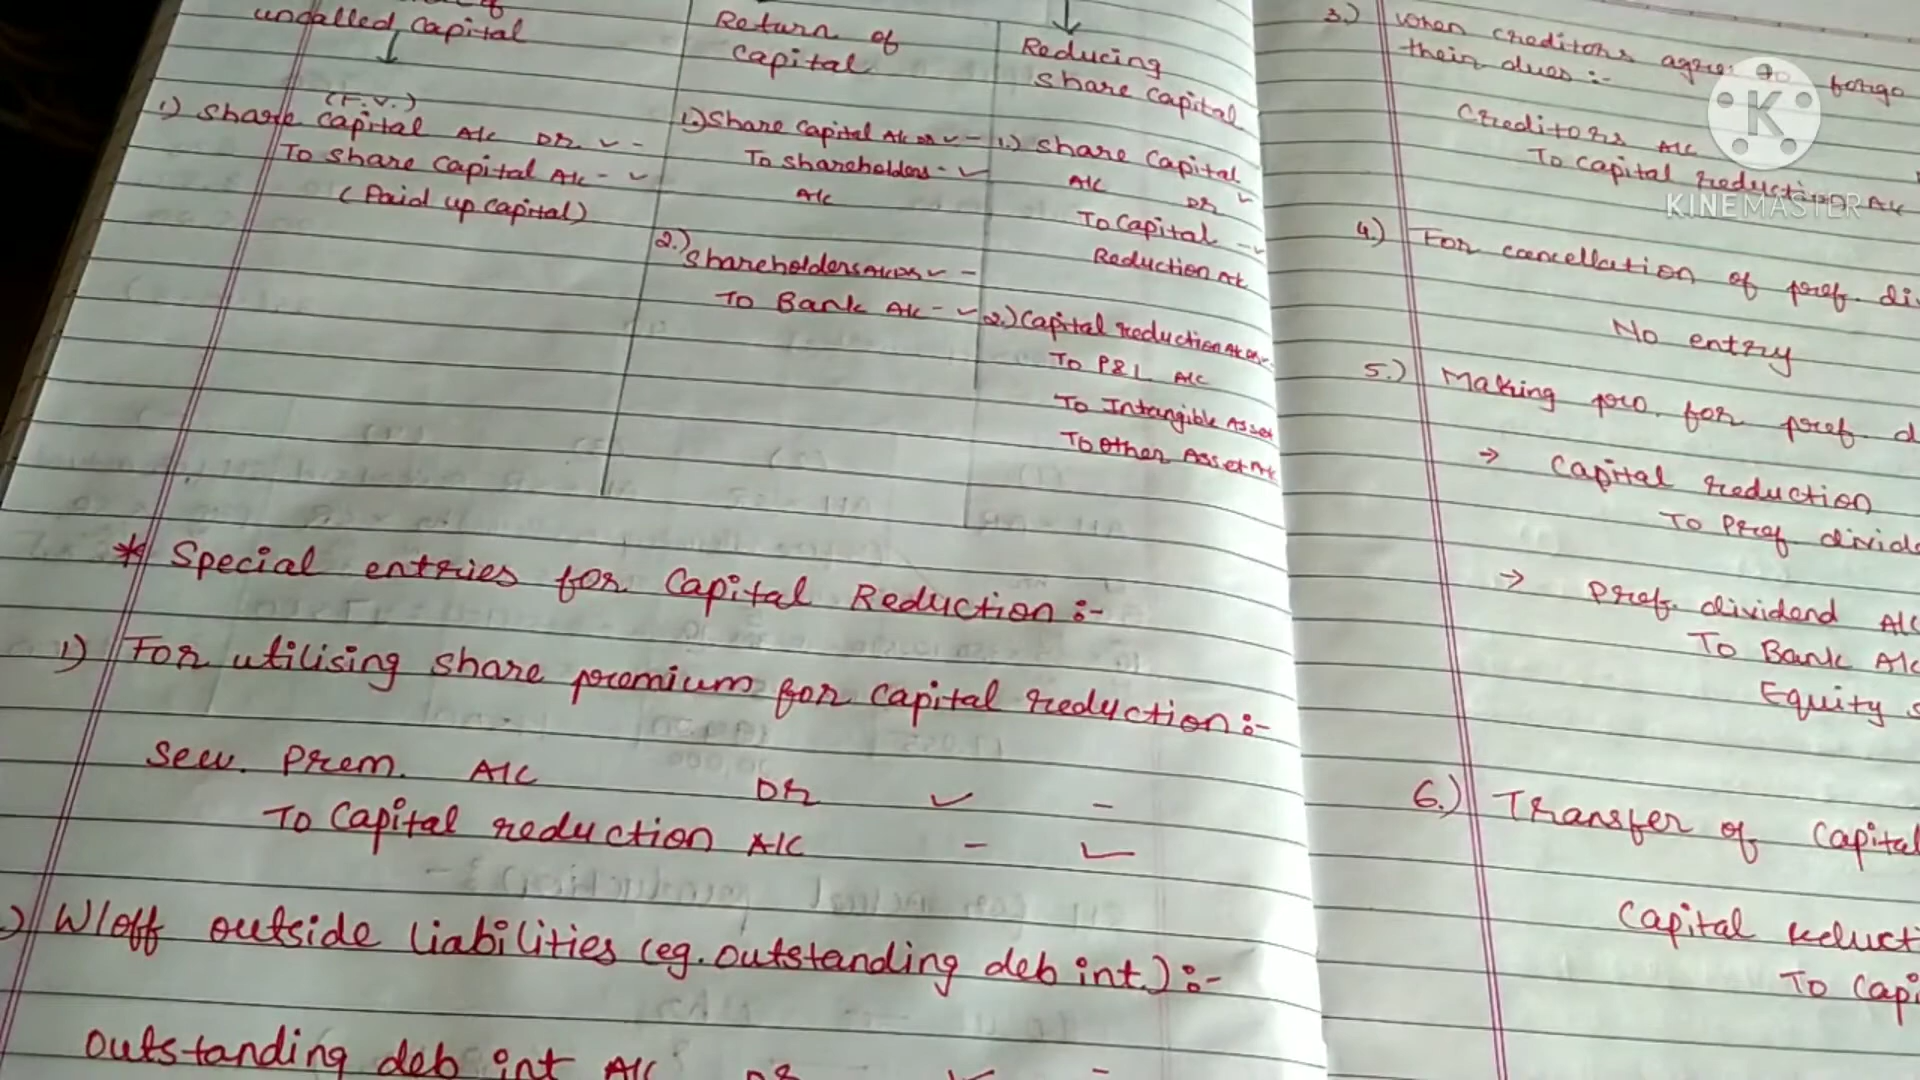 uncalled capital
(F.V.)
1) Share capital A/c DR ✓ -
To share capital A/c - ✓
(Paid up capital)
Return of
Capital
1.) Share capital A/c DR ✓ -
To shareholders - ✓
A/c
2.) Shareholders A/c DR ✓ -
To Bank A/c - ✓
Reducing
share capital
1.) Share capital
A/c DR ✓
To Capital - ✓
Reduction A/c
2.) Capital reduction A/c DR
To P&L A/c
To Intangible Asset
To Other Asset A/c
* Special entries for Capital Reduction :-
1) For utilising share premium for capital reduction :-
Secu. Prem. A/c DR ✓ -
To Capital reduction A/c - ✓
) W/off outside liabilities (eg. outstanding deb int.) :-
outstanding deb int A/c DR ✓ -
3.) When creditors agree to forigo
their dues :-
Creditors A/c
To capital reduction A/c
4.) For cancellation of pref. di
No entry
5.) Making pro. for pref. d
→ Capital reduction
To Pref. divide
→ Pref. dividend A/c
To Bank A/c
Equity s
6.) Transfer of capital
Capital reducti
To Capi
K
KINEMASTER